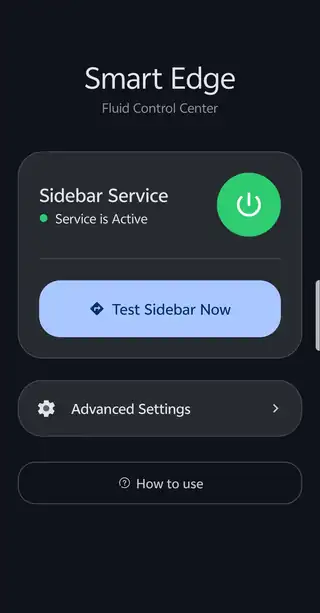 Smart Edge
Fluid Control Center
Sidebar Service
Service is Active
Test Sidebar Now
Advanced Settings
How to use